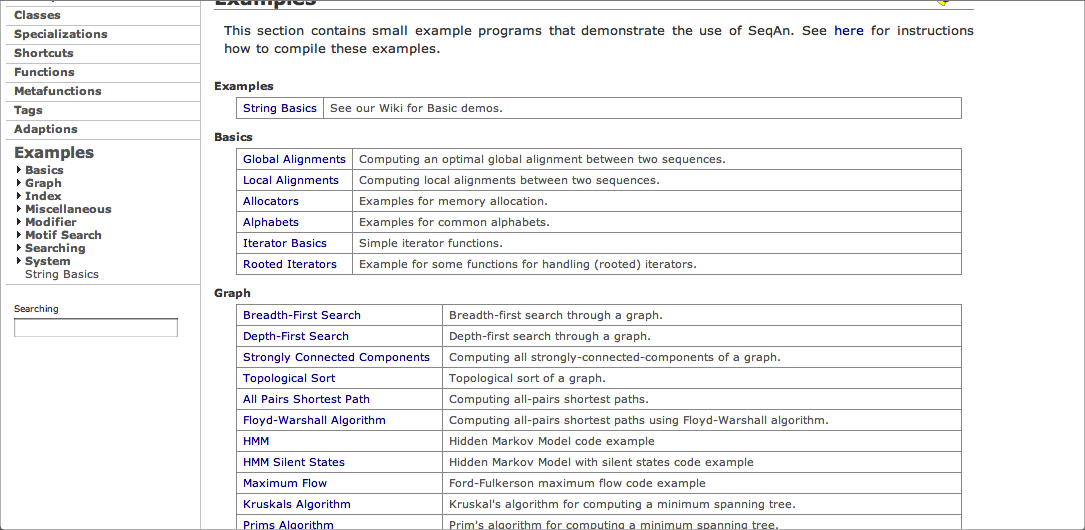 Classes
Specializations
Shortcuts
Functions
Metafunctions
Tags
Adaptions
Examples
Basics
Graph
Index
Miscellaneous
Modifier
Motif Search
Searching
System
String Basics
Searching
Examples
This section contains small example programs that demonstrate the use of SeqAn. See here for instructions
how to compile these examples.
Examples
String Basics See our Wiki for Basic demos.
Basics
Global Alignments Computing an optimal global alignment between two sequences.
Local Alignments Computing local alignments between two sequences.
Allocators Examples for memory allocation.
Alphabets Examples for common alphabets.
Iterator Basics Simple iterator functions.
Rooted Iterators Example for some functions for handling (rooted) iterators.
Graph
Breadth-First Search Breadth-first search through a graph.
Depth-First Search Depth-first search through a graph.
Strongly Connected Components Computing all strongly-connected-components of a graph.
Topological Sort Topological sort of a graph.
All Pairs Shortest Path Computing all-pairs shortest paths.
Floyd-Warshall Algorithm Computing all-pairs shortest paths using Floyd-Warshall algorithm.
HMM Hidden Markov Model code example
HMM Silent States Hidden Markov Model with silent states code example
Maximum Flow Ford-Fulkerson maximum flow code example
Kruskals Algorithm Kruskal's algorithm for computing a minimum spanning tree.
Prims Algorithm Prim's algorithm for computing a minimum spanning tree.